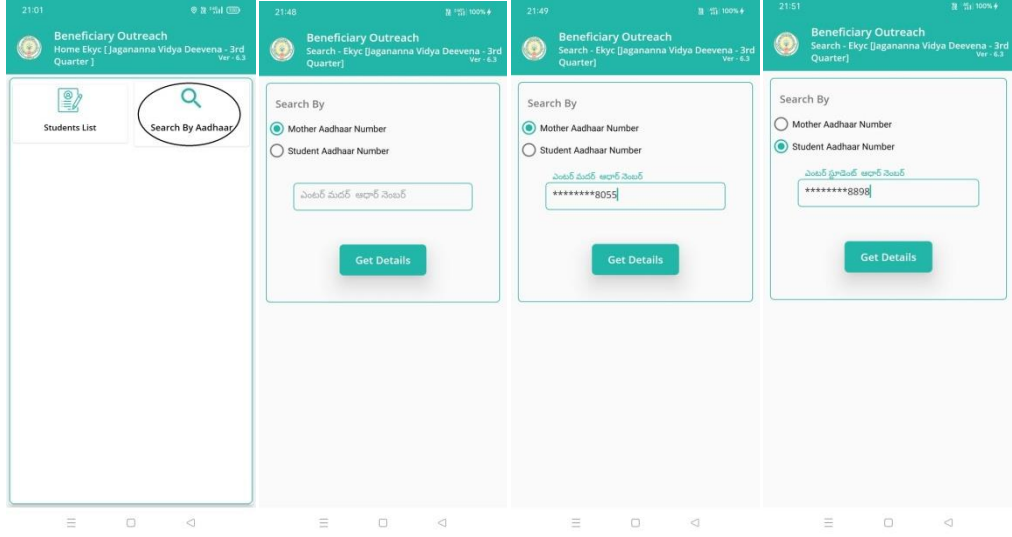 21:01
Beneficiary Outreach
Home Ekyc [ Jagananna Vidya Deevena - 3rd
Quarter ]
Ver - 6.3
Students List
Search By Aadhaar
21:48
100%
Beneficiary Outreach
Search - Ekyc [Jagananna Vidya Deevena - 3rd
Quarter]
Ver - 6.3
Search By
Mother Aadhaar Number
Student Aadhaar Number
ఎంటర్ మదర్ ఆధార్ నెంబర్
Get Details
21:49
100%
Beneficiary Outreach
Search - Ekyc [Jagananna Vidya Deevena - 3rd
Quarter]
Ver - 6.3
Search By
Mother Aadhaar Number
Student Aadhaar Number
ఎంటర్ మదర్ ఆధార్ నెంబర్
********8055
Get Details
21:51
100%
Beneficiary Outreach
Search - Ekyc [Jagananna Vidya Deevena - 3rd
Quarter]
Ver - 6.3
Search By
Mother Aadhaar Number
Student Aadhaar Number
ఎంటర్ స్టూడెంట్ ఆధార్ నెంబర్
********8898
Get Details